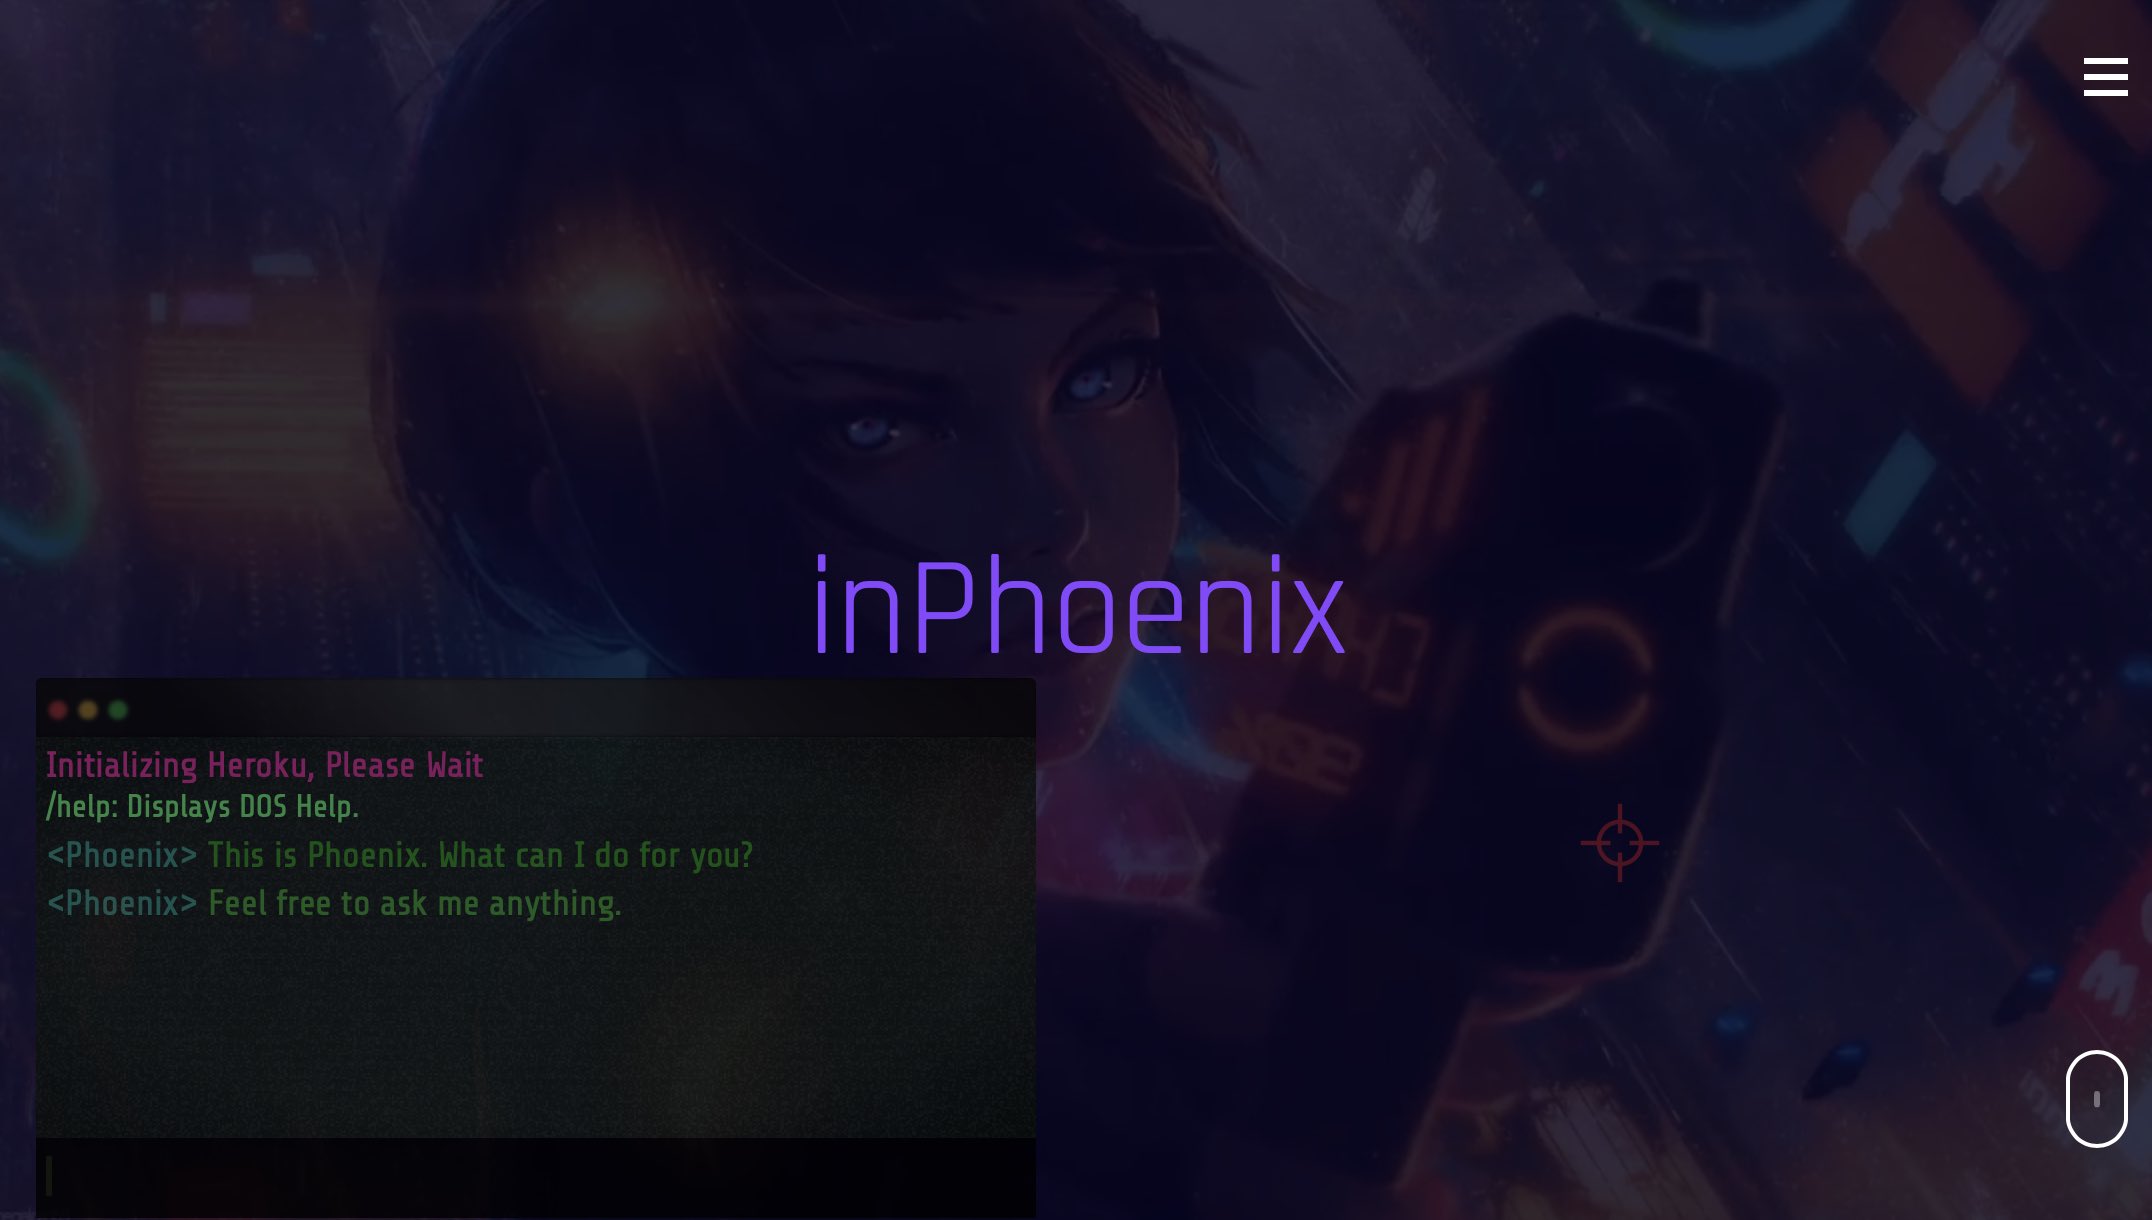 inPhoenix
Initializing Heroku, Please Wait
/help: Displays DOS Help.
<Phoenix> This is Phoenix. What can I do for you?
<Phoenix> Feel free to ask me anything.